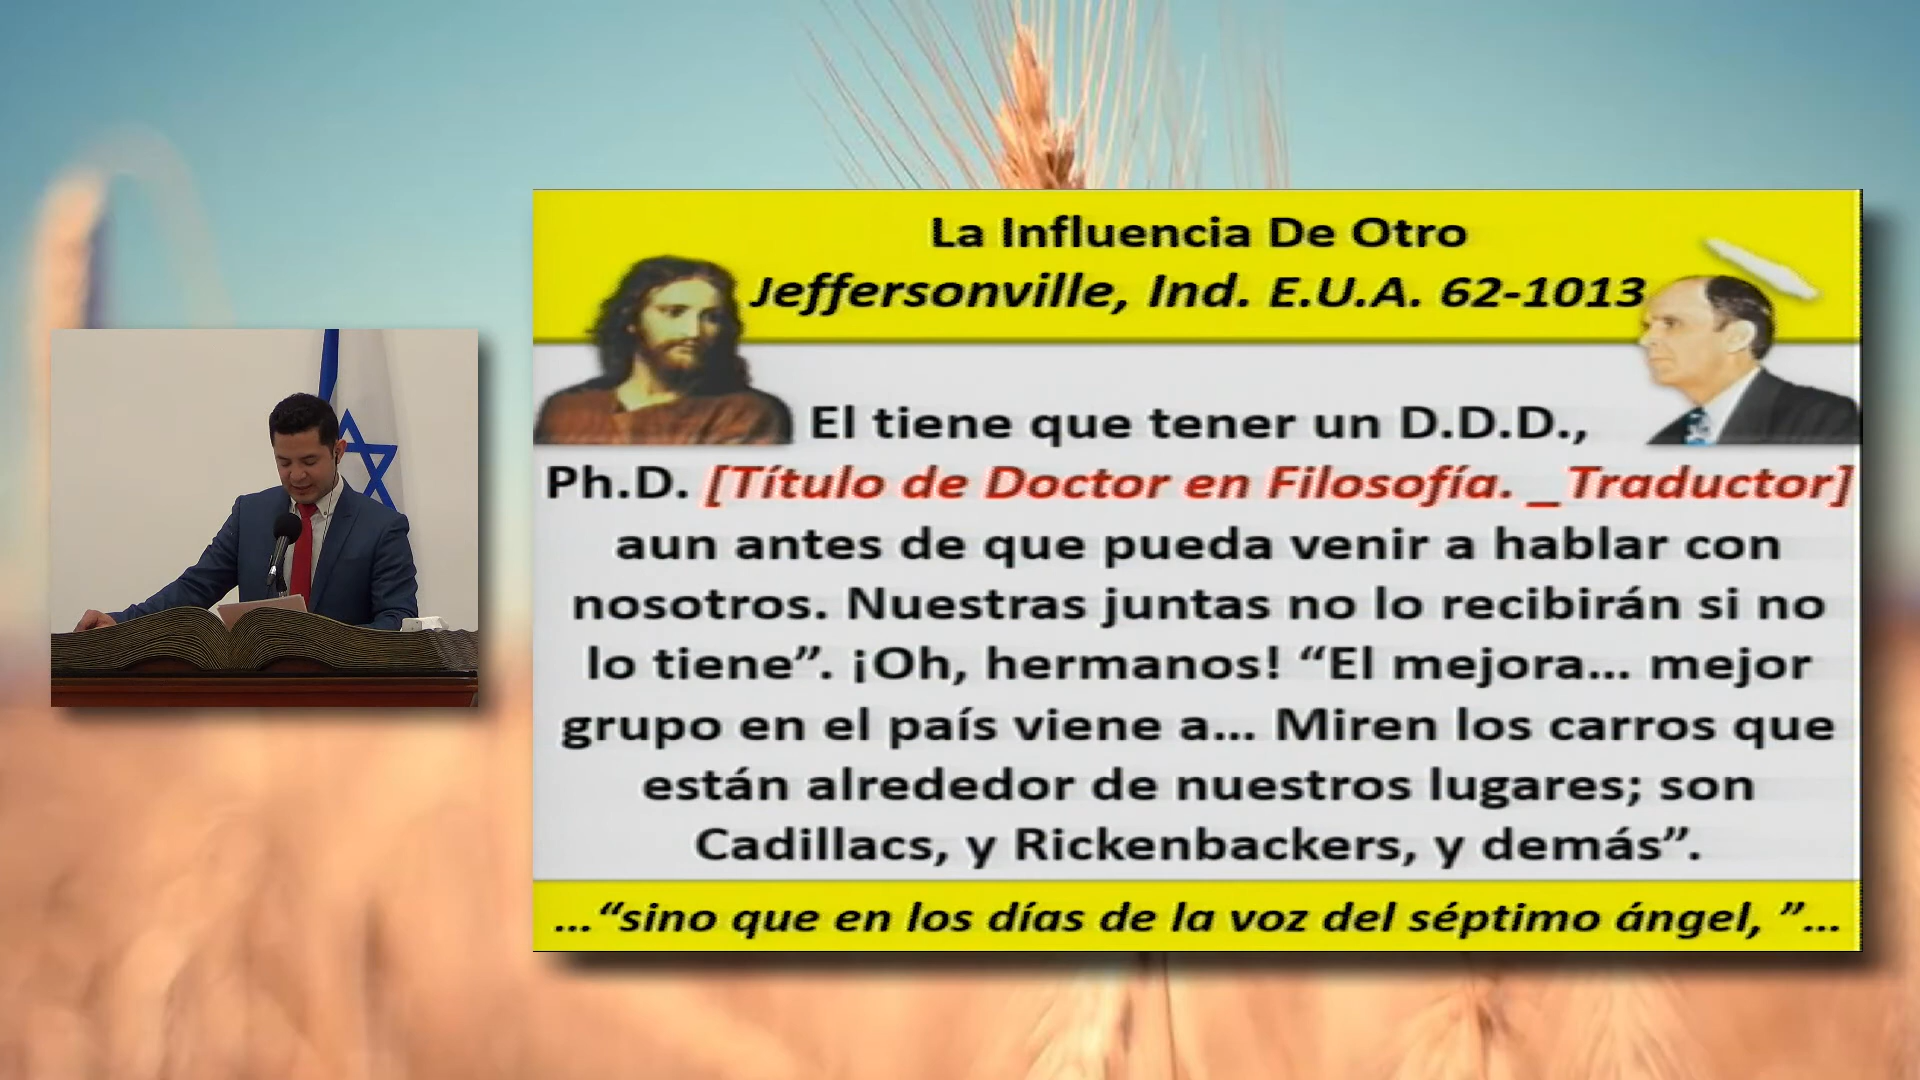 La Influencia De Otro
Jeffersonville, Ind. E.U.A. 62-1013
El tiene que tener un D.D.D.,
Ph.D. [Título de Doctor en Filosofía. _Traductor]
aun antes de que pueda venir a hablar con
nosotros. Nuestras juntas no lo recibirán si no
lo tiene”. ¡Oh, hermanos! “El mejora... mejor
grupo en el país viene a... Miren los carros que
están alrededor de nuestros lugares; son
Cadillacs, y Rickenbackers, y demás”.
...“sino que en los días de la voz del séptimo ángel, ”...